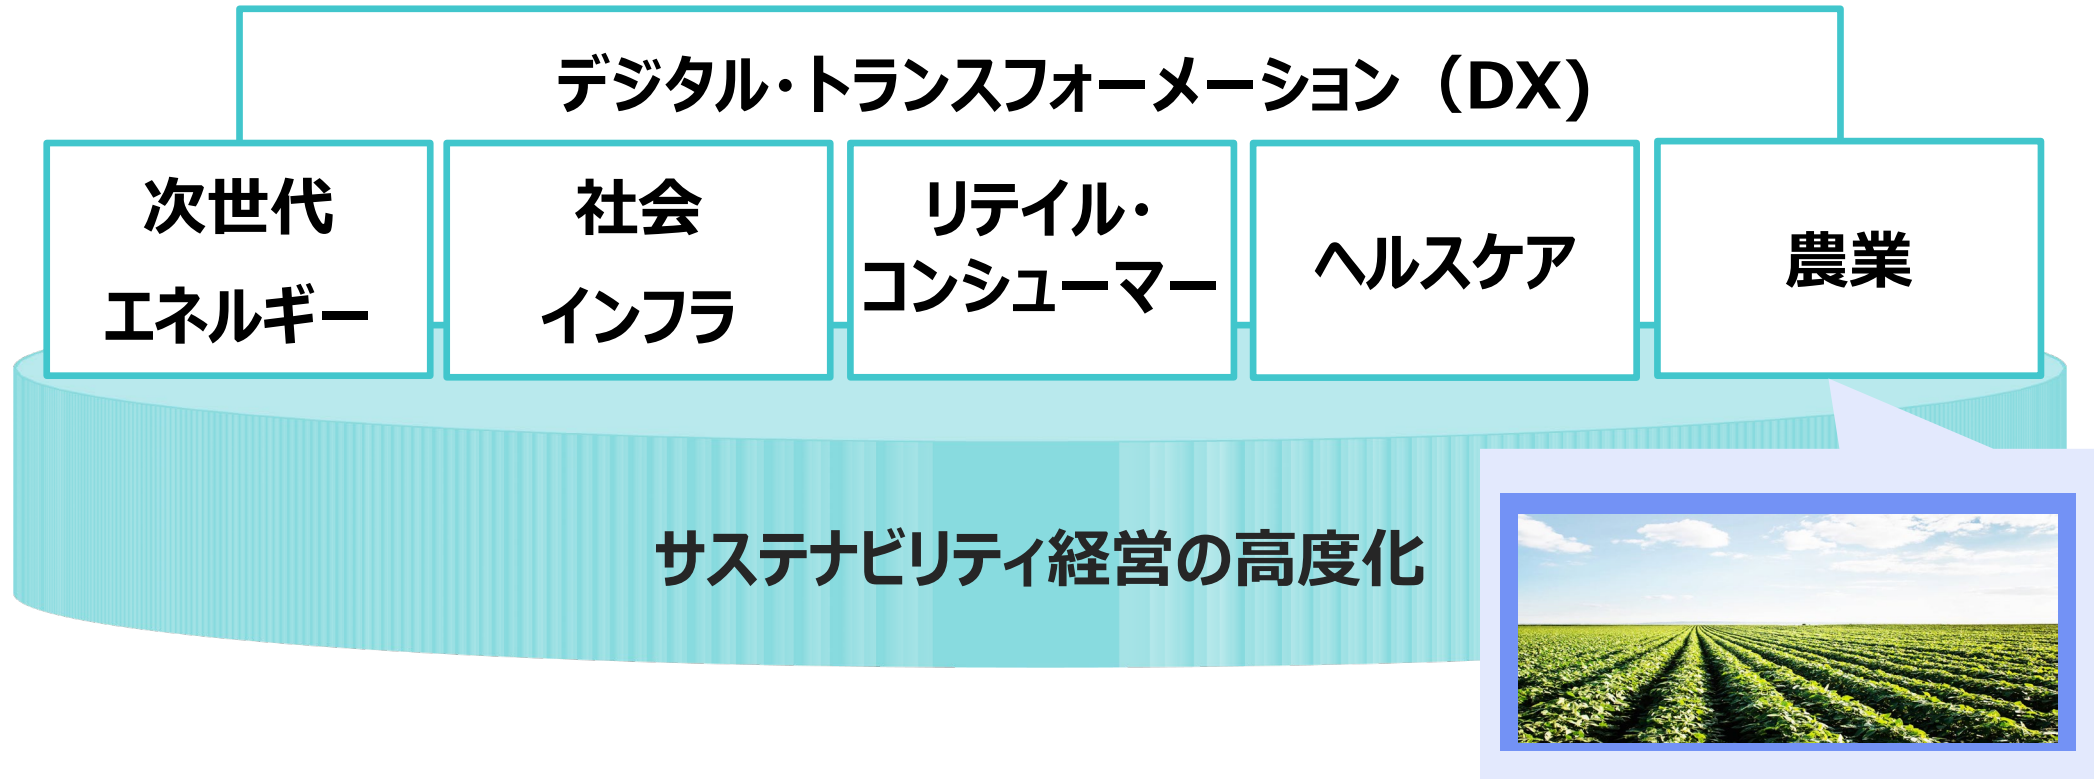 デジタル・トランスフォーメーション（DX)
次世代
エネルギー
社会
インフラ
リテイル・
コンシューマー
ヘルスケア
農業
サステナビリティ経営の高度化